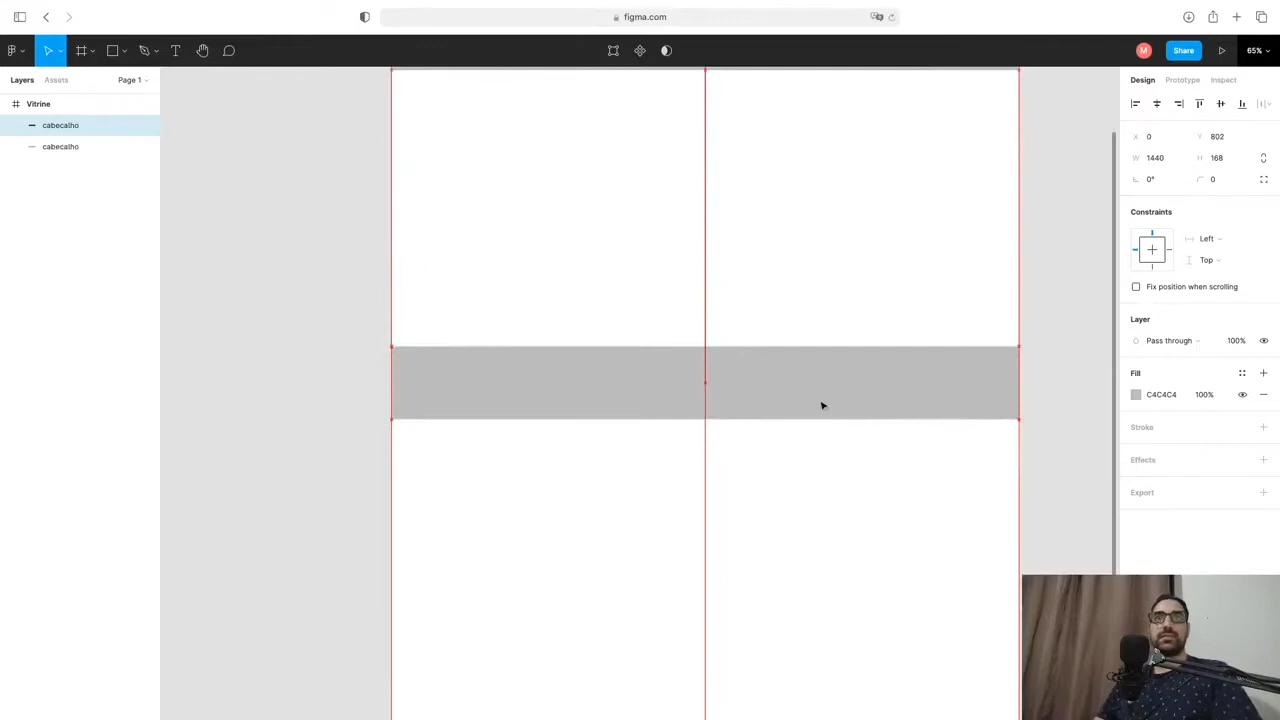 figma.com
M
Share
65%
Layers
Assets
Page 1
Design
Prototype
Inspect
Vitrine
cabecalho
cabecalho
X
0
Y
802
W
1440
H
168
0°
0
Constraints
Left
Top
Fix position when scrolling
Layer
Pass through
100%
Fill
C4C4C4
100%
Stroke
Effects
Export